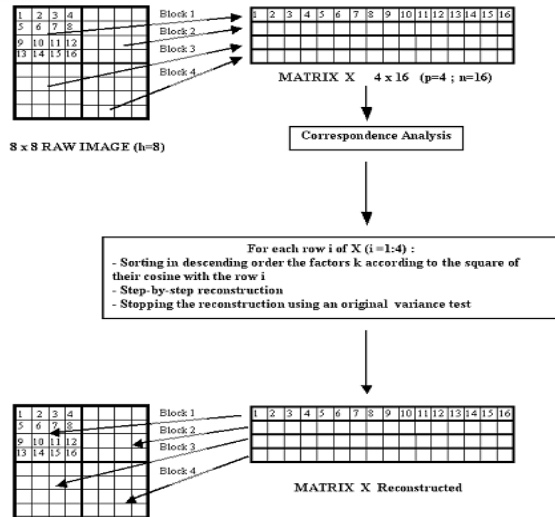 1 2 3 4
5 6 7 8
9 10 11 12
13 14 15 16
Block 1
Block 2
Block 3
Block 4
1 2 3 4 5 6 7 8 9 10 11 12 13 14 15 16
MATRIX X 4 x 16 (p=4 ; n=16)
8 x 8 RAW IMAGE (h=8)
Correspondence Analysis
For each row i of X (i =1:4) :
- Sorting in descending order the factors k according to the square of
their cosine with the row i
- Step-by-step reconstruction
- Stopping the reconstruction using an original variance test
1 2 3 4
5 6 7 8
9 10 11 12
13 14 15 16
Block 1
Block 2
Block 3
Block 4
1 2 3 4 5 6 7 8 9 10 11 12 13 14 15 16
MATRIX X Reconstructed